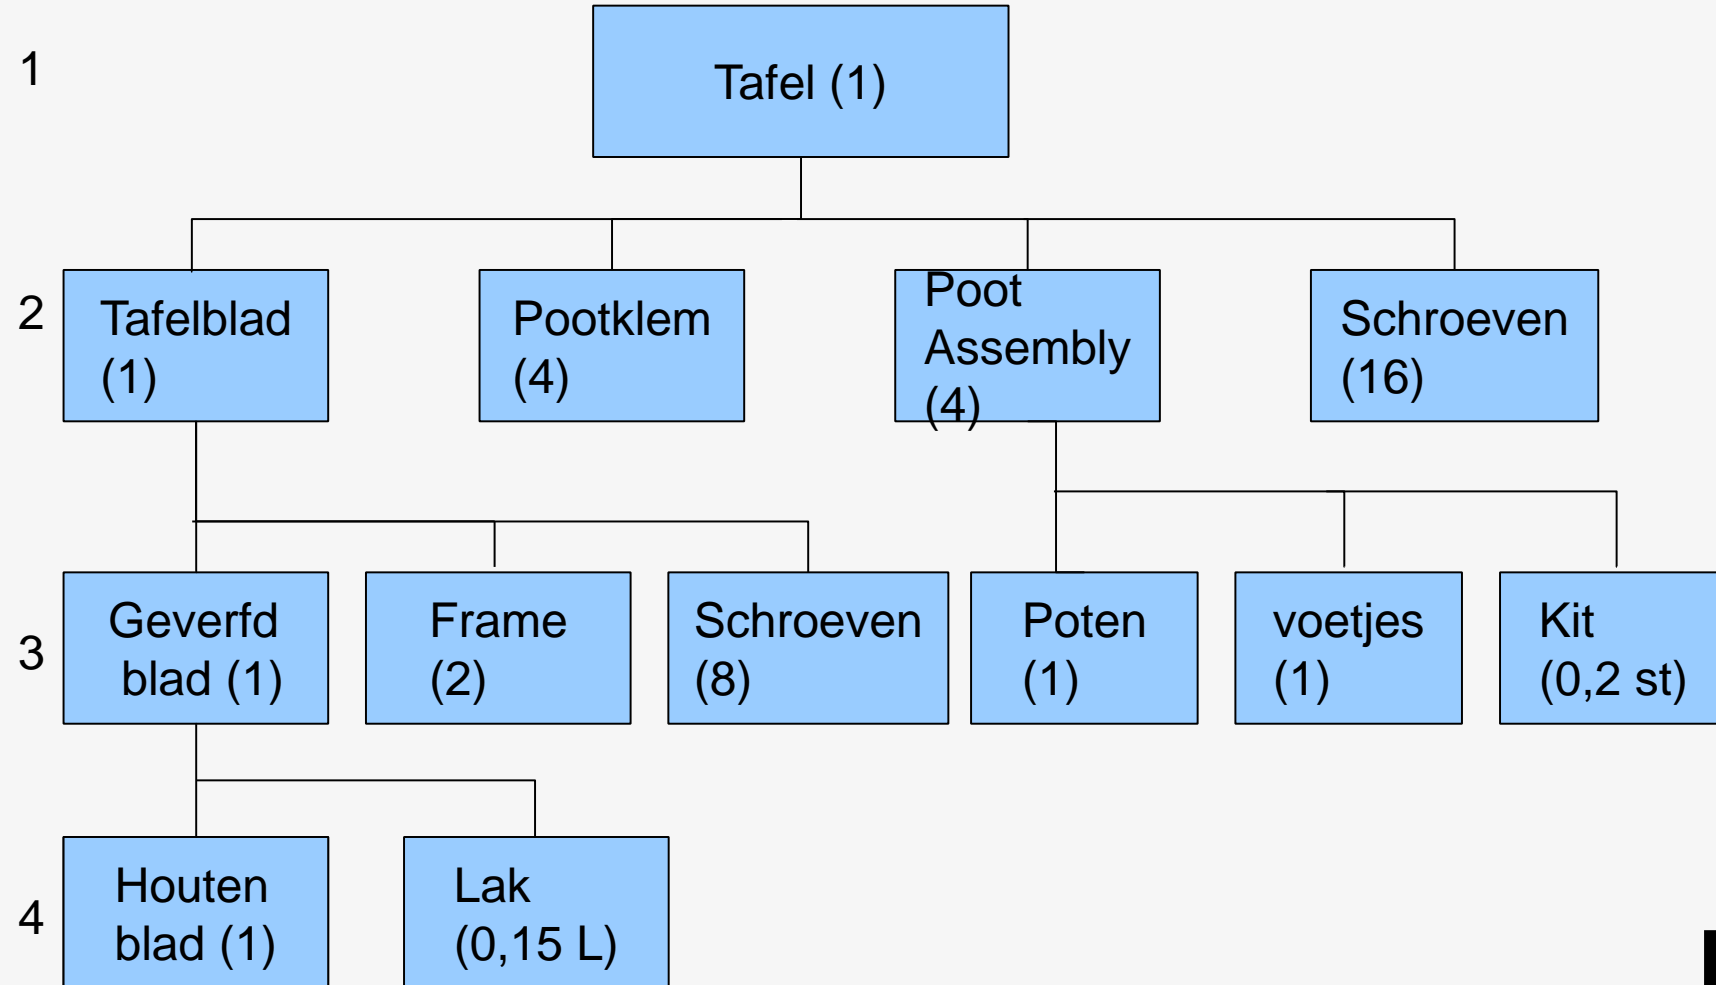 1
Tafel (1)
2
Tafelblad
(1)
Pootklem
(4)
Poot
Assembly
(4)
Schroeven
(16)
3
Geverfd
blad (1)
Frame
(2)
Schroeven
(8)
Poten
(1)
voetjes
(1)
Kit
(0,2 st)
4
Houten
blad (1)
Lak
(0,15 L)